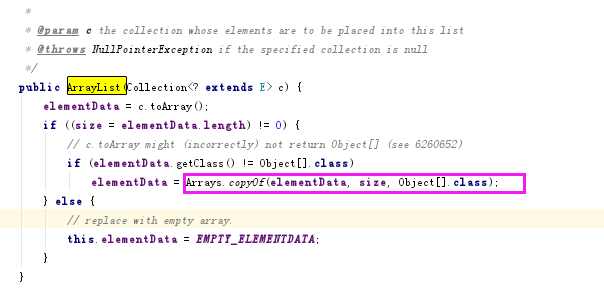 *
* @param c the collection whose elements are to be placed into this list
* @throws NullPointerException if the specified collection is null
*/
public ArrayList(Collection<? extends E> c) {
elementData = c.toArray();
if ((size = elementData.length) != 0) {
// c.toArray might (incorrectly) not return Object[] (see 6260652)
if (elementData.getClass() != Object[].class)
elementData = Arrays.copyOf(elementData, size, Object[].class);
} else {
// replace with empty array.
this.elementData = EMPTY_ELEMENTDATA;
}
}